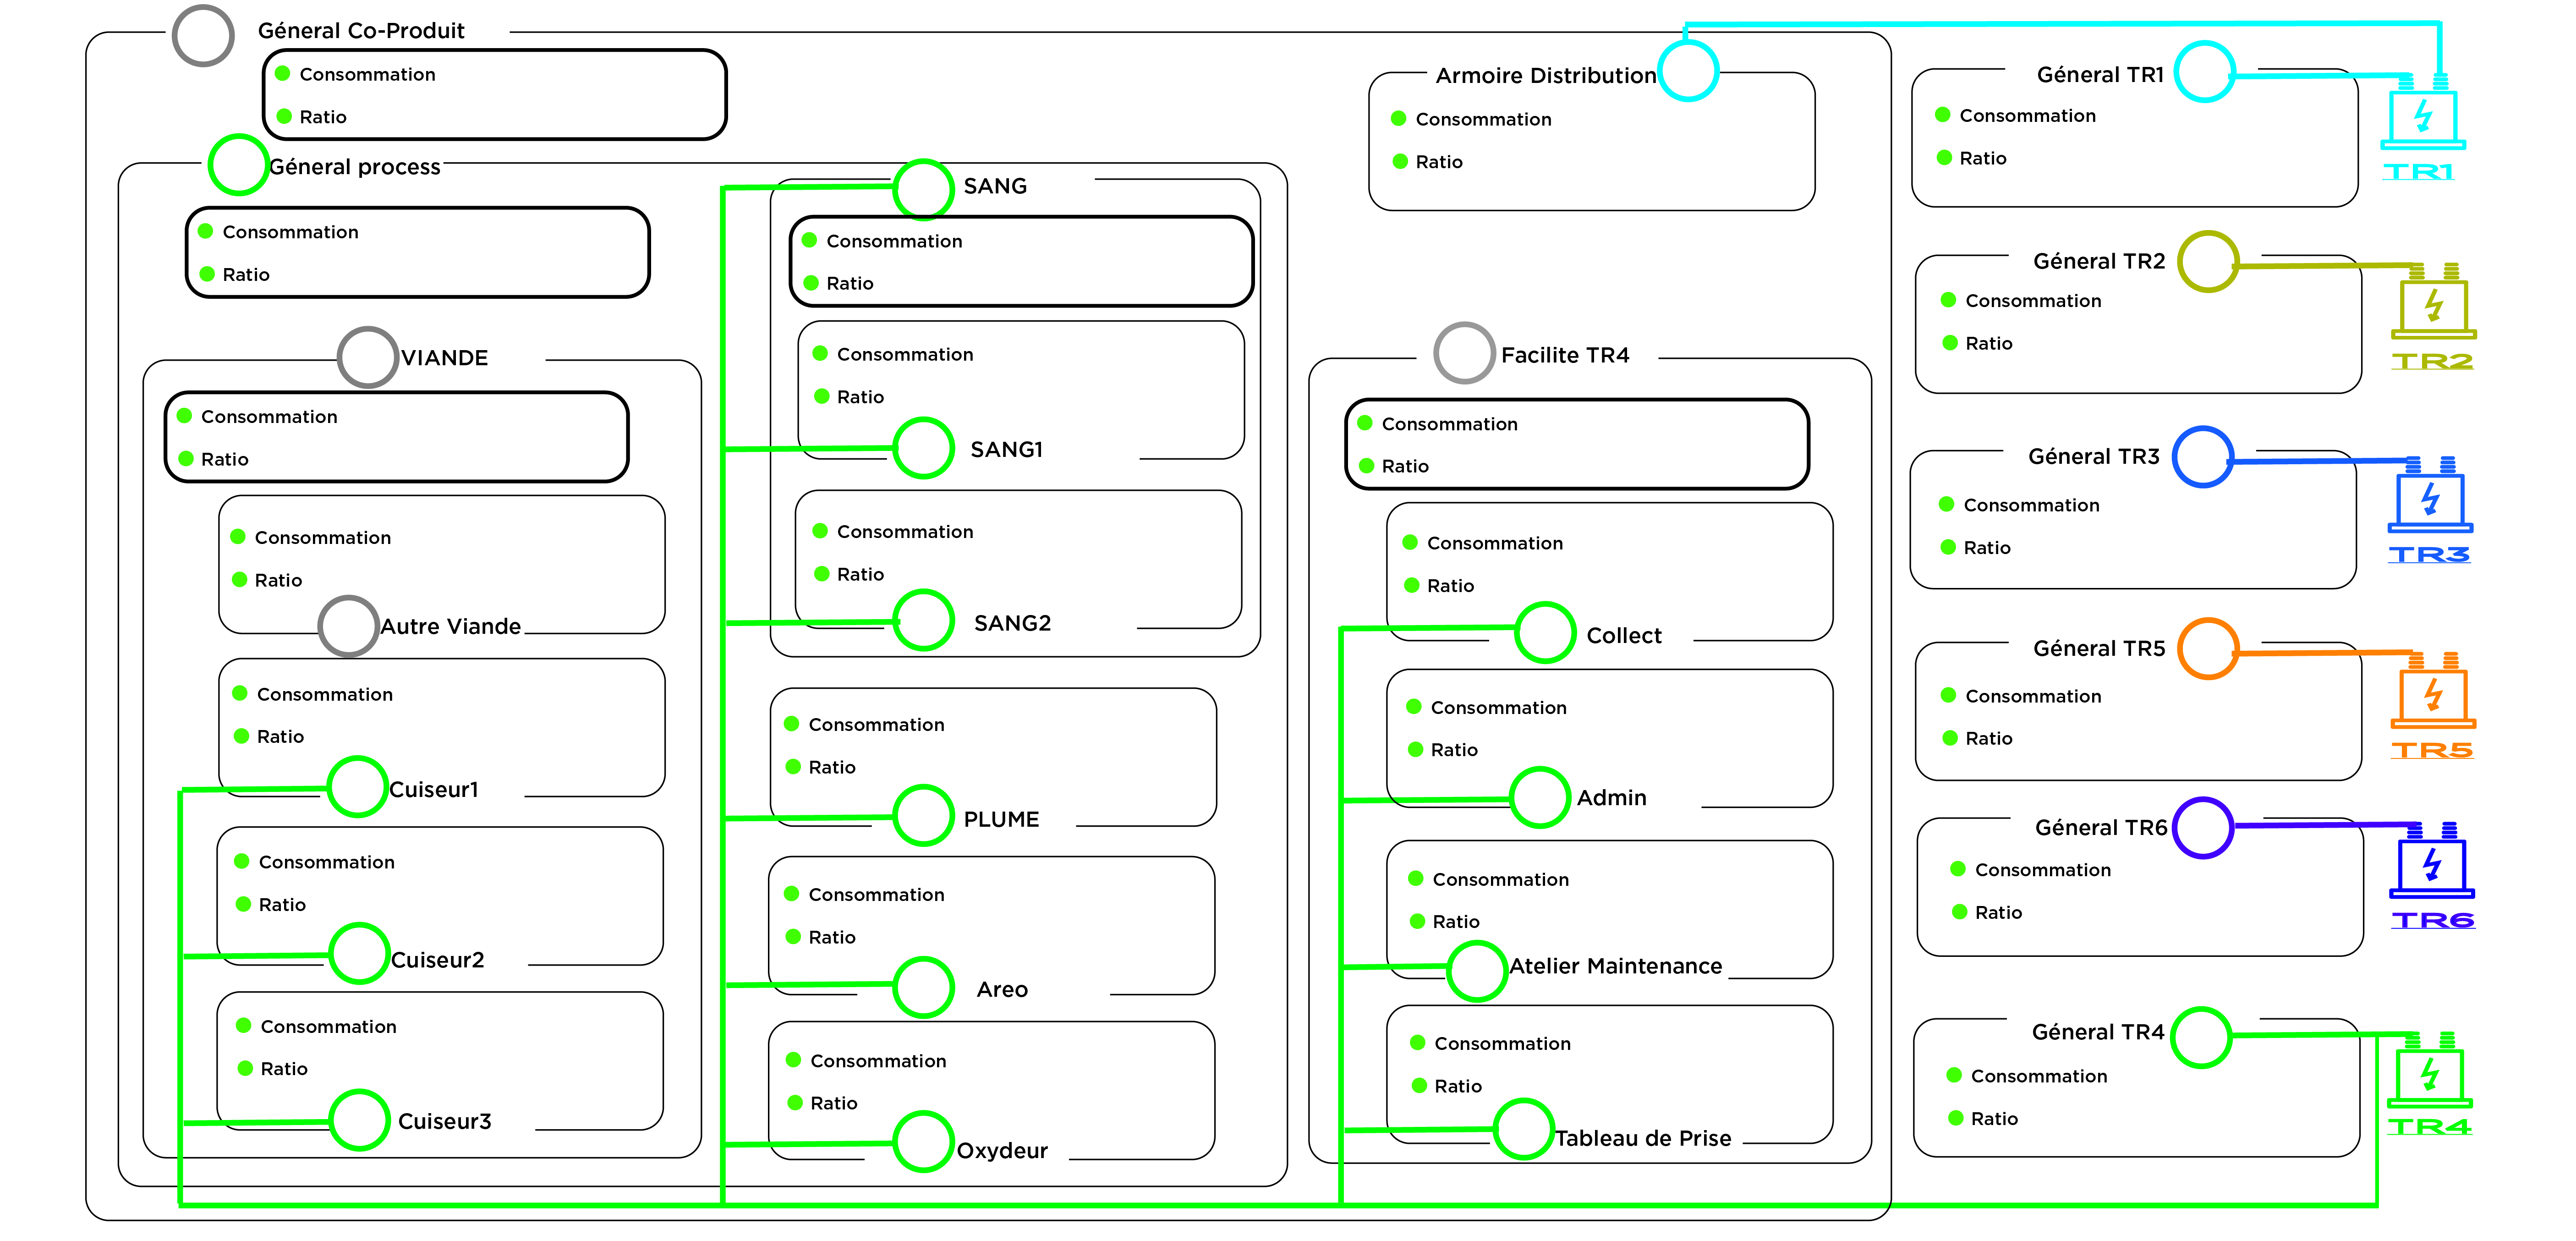 Géneral Co-Produit
Consommation
Ratio
Géneral process
Consommation
Ratio
VIANDE
Consommation
Ratio
Consommation
Ratio
Autre Viande
Consommation
Ratio
Cuiseur1
Consommation
Ratio
Cuiseur2
Consommation
Ratio
Cuiseur3
SANG
Consommation
Ratio
Consommation
Ratio
SANG1
Consommation
Ratio
SANG2
Consommation
Ratio
PLUME
Consommation
Ratio
Areo
Consommation
Ratio
Oxydeur
Armoire Distribution
Consommation
Ratio
Facilite TR4
Consommation
Ratio
Consommation
Ratio
Collect
Consommation
Ratio
Admin
Consommation
Ratio
Atelier Maintenance
Consommation
Ratio
Tableau de Prise
Géneral TR1
Consommation
Ratio
TR1
Géneral TR2
Consommation
Ratio
TR2
Géneral TR3
Consommation
Ratio
TR3
Géneral TR5
Consommation
Ratio
TR5
Géneral TR6
Consommation
Ratio
TR6
Géneral TR4
Consommation
Ratio
TR4